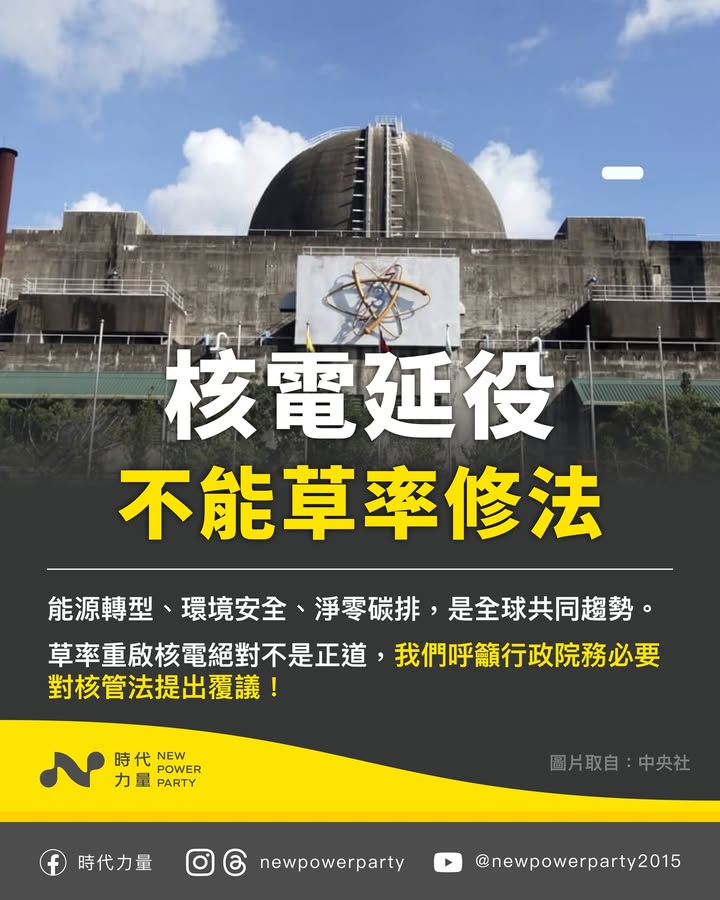 核電延役
不能草率修法
能源轉型、環境安全、淨零碳排，是全球共同趨勢。
草率重啟核電絕對不是正道，我們呼籲行政院務必要
對核管法提出覆議！
時代力量
NEW POWER PARTY
圖片取自：中央社
時代力量
newpowerparty
@newpowerparty2015